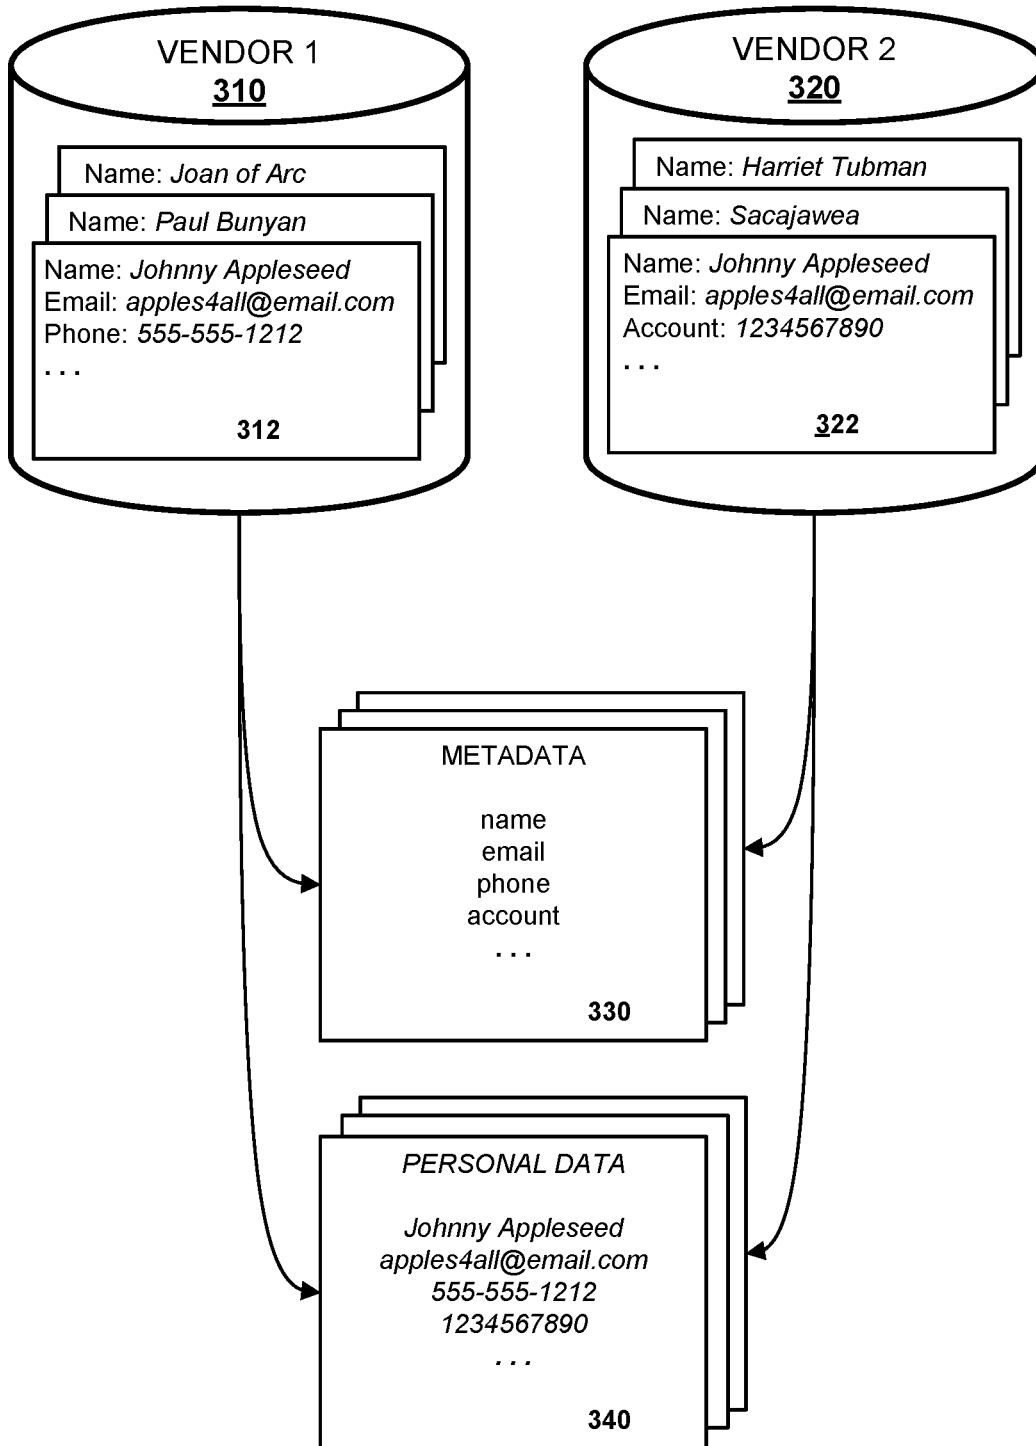 VENDOR 1
310
Name: Joan of Arc
Name: Paul Bunyan
Name: Johnny Appleseed
Email: apples4all@email.com
Phone: 555-555-1212
. . .
312
VENDOR 2
320
Name: Harriet Tubman
Name: Sacajawea
Name: Johnny Appleseed
Email: apples4all@email.com
Account: 1234567890
. . .
322
METADATA
name
email
phone
account
. . .
330
PERSONAL DATA
Johnny Appleseed
apples4all@email.com
555-555-1212
1234567890
. . .
340